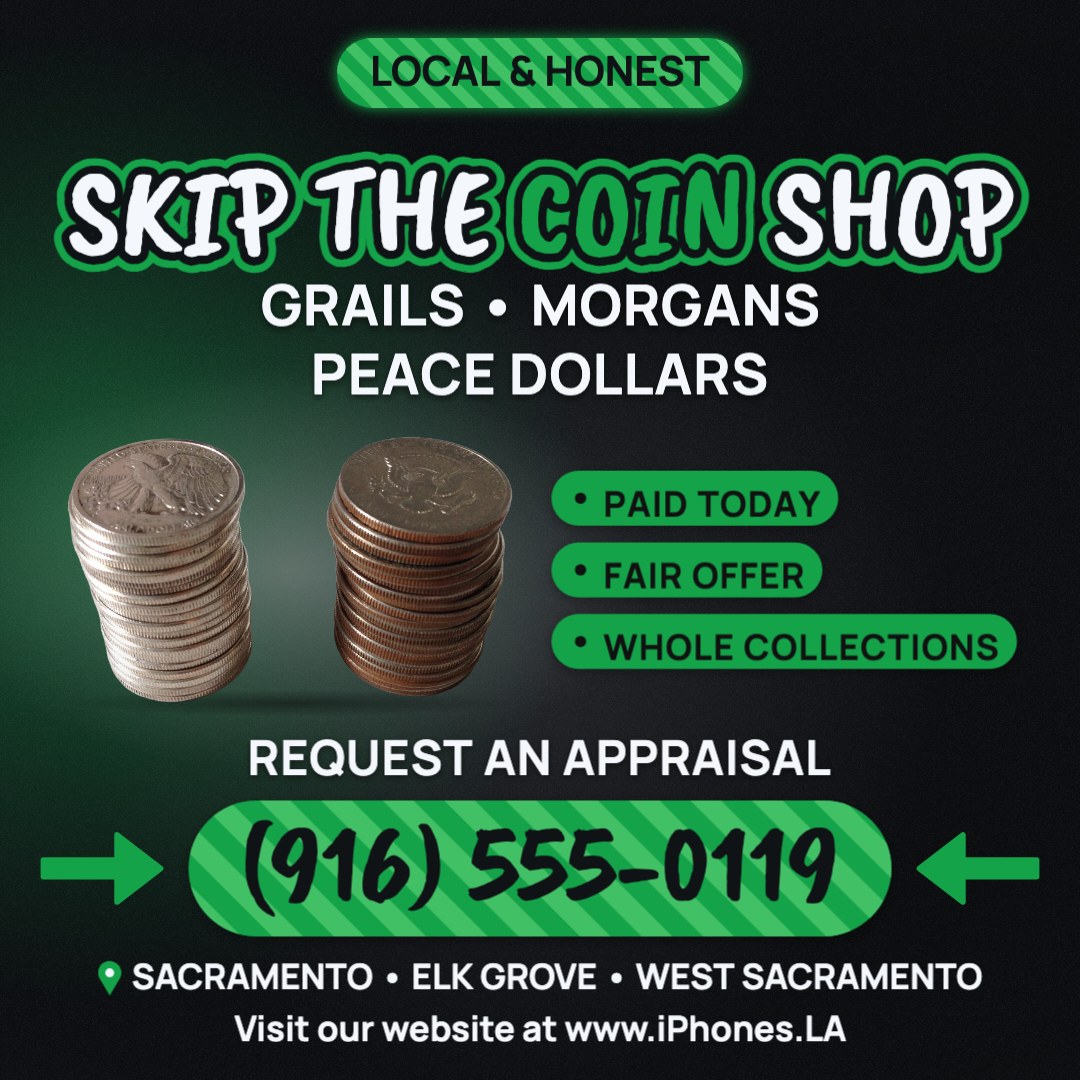 LOCAL & HONEST
SKIP THE COIN SHOP
GRAILS • MORGANS
PEACE DOLLARS
• PAID TODAY
• FAIR OFFER
• WHOLE COLLECTIONS
REQUEST AN APPRAISAL
(916) 555-0119
SACRAMENTO • ELK GROVE • WEST SACRAMENTO
Visit our website at www.iPhones.LA